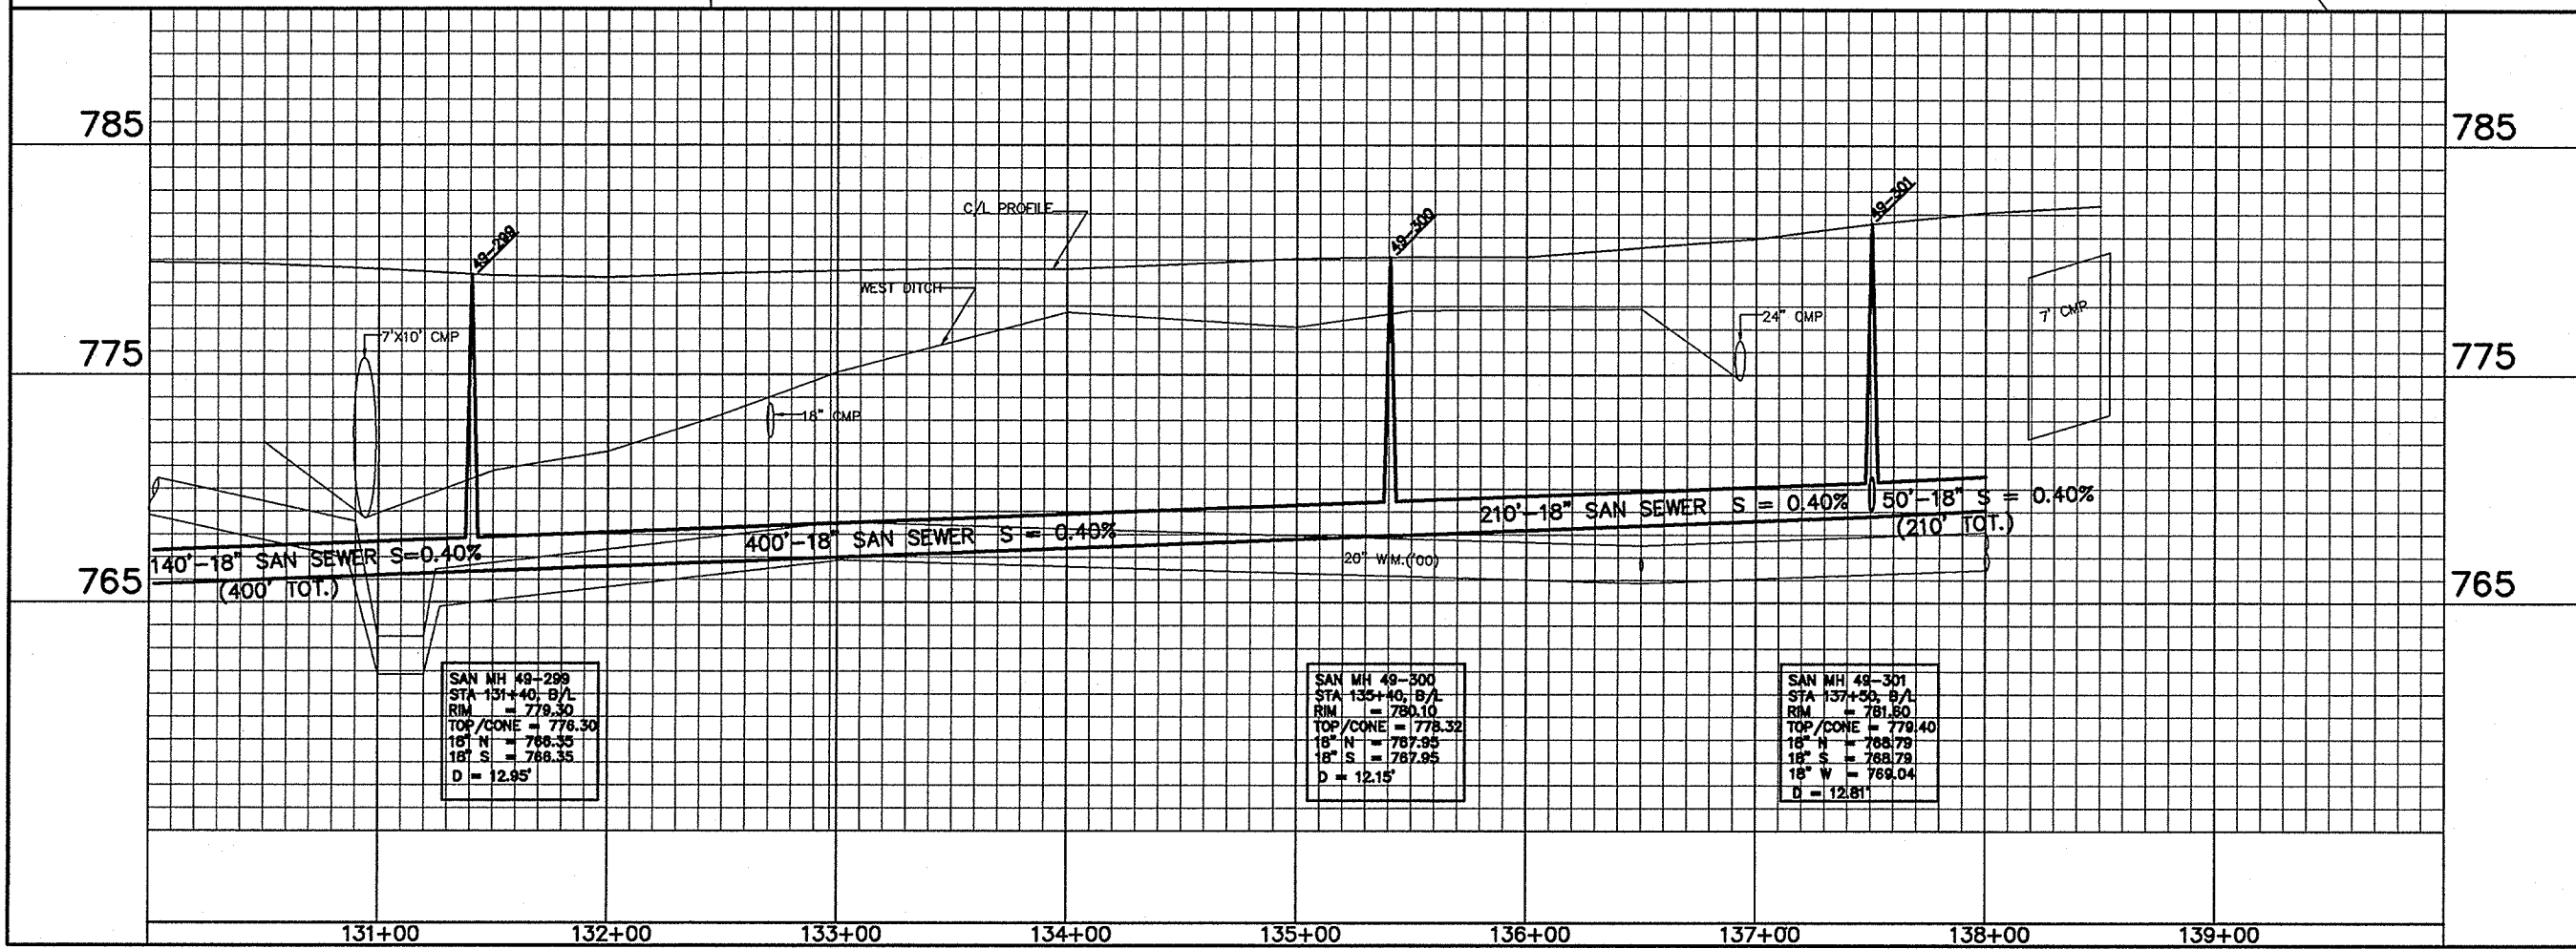 785
785
49-301
C/L PROFILE
49-300
49-299
WEST DITCH
7'X10' CMP
24" CMP
7' CMP
775
775
18" CMP
210'-18" SAN SEWER S = 0.40%
50'-18" S = 0.40%
(210' TOT.)
400'-18" SAN SEWER S = 0.40%
140'-18" SAN SEWER S=0.40%
(400' TOT.)
20" W.M.('00)
765
765
SAN MH 49-299
STA 131+40, B/L
RIM = 779.30
TOP/CONE = 776.30
18" N = 766.35
18" S = 766.35
D = 12.95'
SAN MH 49-300
STA 135+40, B/L
RIM = 780.10
TOP/CONE = 778.32
18" N = 767.95
18" S = 767.95
D = 12.15'
SAN MH 49-301
STA 137+50, B/L
RIM = 781.60
TOP/CONE = 779.40
18" N = 768.79
18" S = 768.79
18" W = 769.04
D = 12.81'
131+00
132+00
133+00
134+00
135+00
136+00
137+00
138+00
139+00